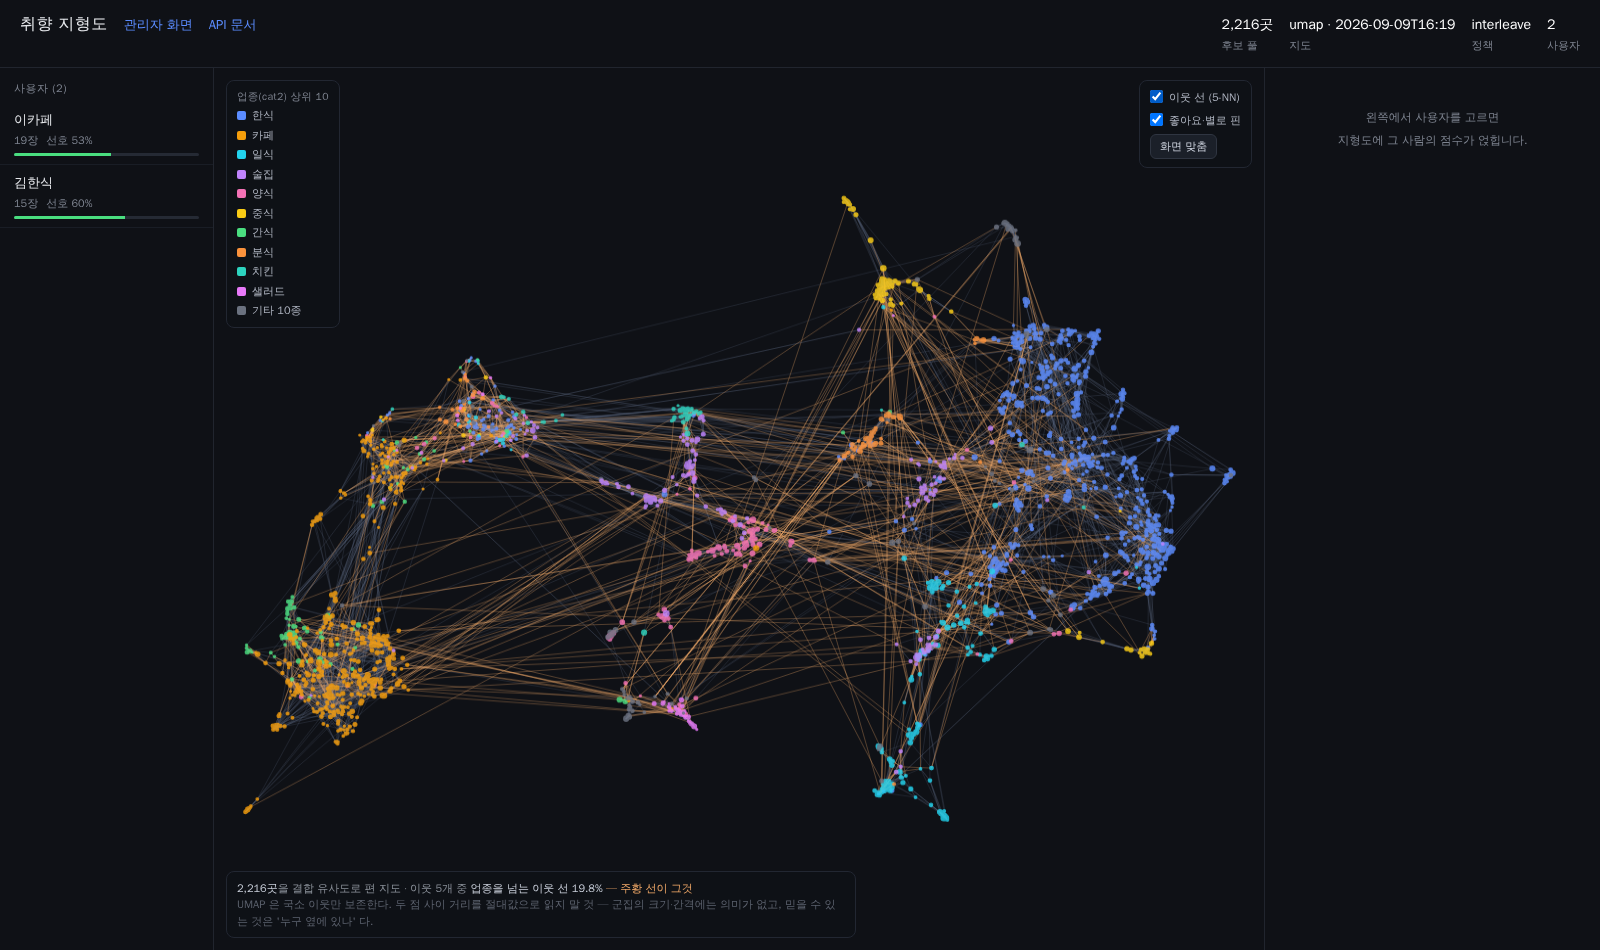 취향 지형도 관리자 화면 API 문서
2,216곳 umap · 2026-09-09T16:19 interleave 2
후보 풀 지도 정책 사용자
사용자 (2)
이카페
19장 선호 53%
김한식
15장 선호 60%
업종(cat2) 상위 10
한식
카페
일식
술집
양식
중식
간식
분식
치킨
샐러드
기타 10종
이웃 선 (5-NN)
좋아요·별로 핀
화면 맞춤
왼쪽에서 사용자를 고르면
지형도에 그 사람의 점수가 얹힙니다.
2,216곳을 결합 유사도로 편 지도 · 이웃 5개 중 업종을 넘는 이웃 선 19.8% — 주황 선이 그것
UMAP 은 국소 이웃만 보존한다. 두 점 사이 거리를 절대값으로 읽지 말 것 — 군집의 크기·간격에는 의미가 없고, 믿을 수 있
는 것은 '누구 옆에 있나' 다.